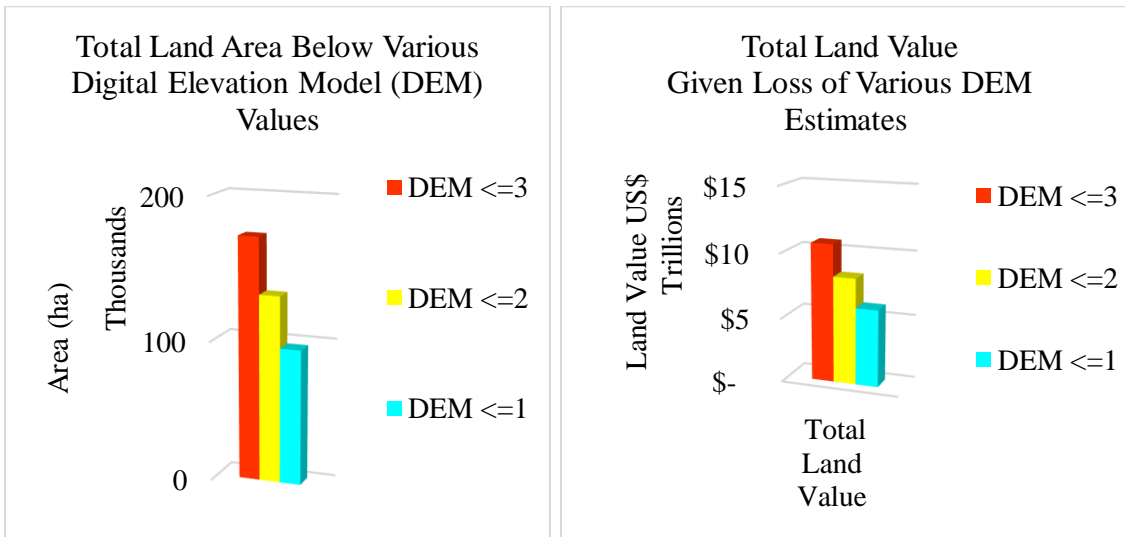 Total Land Area Below Various
Digital Elevation Model (DEM)
Values
Area (ha)
Thousands
200
100
0
DEM <=3
DEM <=2
DEM <=1
Total Land Value
Given Loss of Various DEM
Estimates
Land Value US$
Trillions
$15
$10
$5
$-
Total
Land
Value
DEM <=3
DEM <=2
DEM <=1